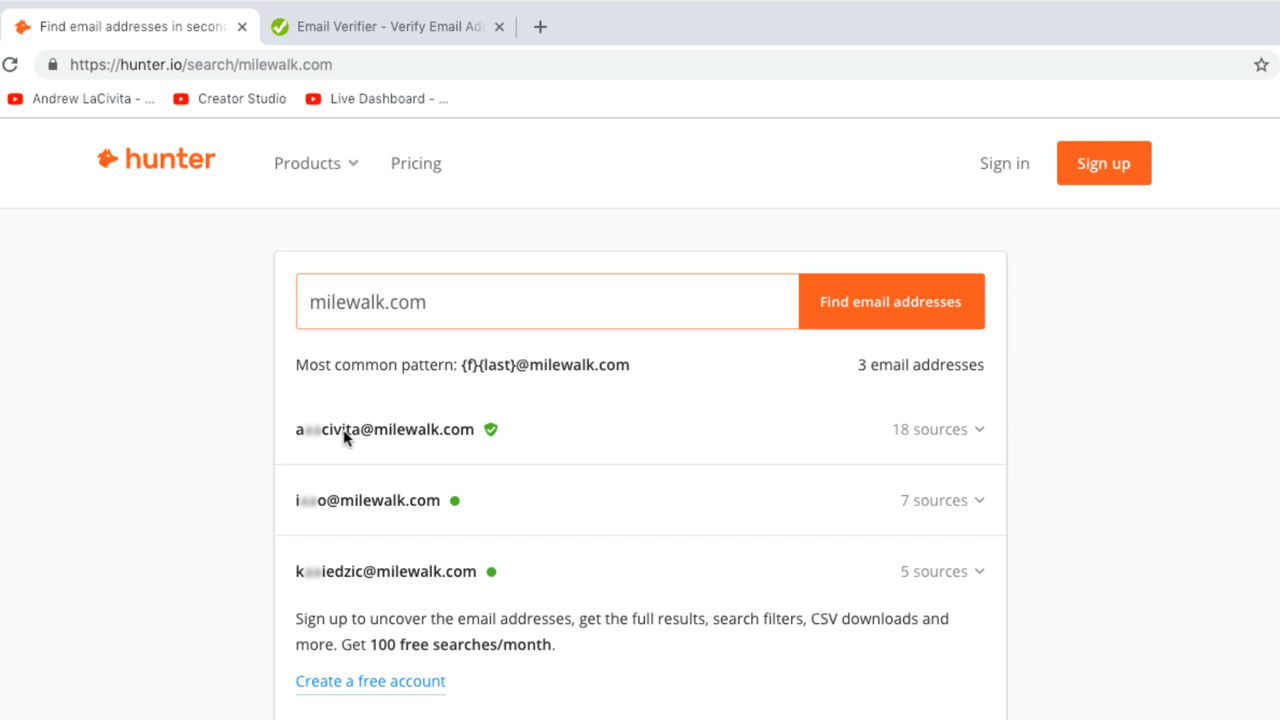 Find email addresses in secon
Email Verifier - Verify Email Ad
https://hunter.io/search/milewalk.com
Andrew LaCivita - ...
Creator Studio
Live Dashboard - ...
hunter
Products
Pricing
Sign in
Sign up
milewalk.com
Find email addresses
Most common pattern: {f}{last}@milewalk.com
3 email addresses
a civita@milewalk.com
18 sources
i o@milewalk.com
7 sources
k iedzic@milewalk.com
5 sources
Sign up to uncover the email addresses, get the full results, search filters, CSV downloads and
more. Get 100 free searches/month.
Create a free account